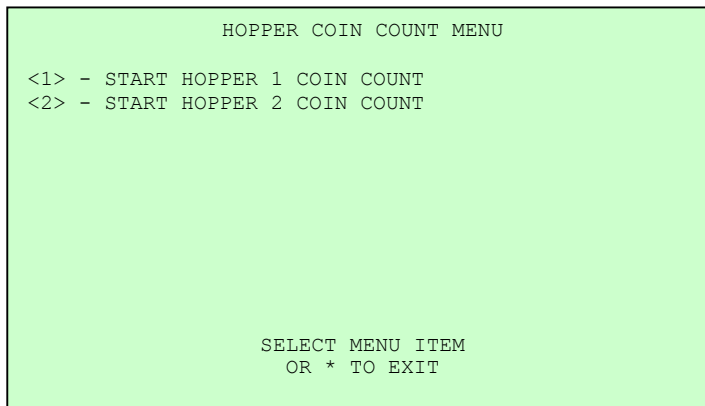 HOPPER COIN COUNT MENU
<1> - START HOPPER 1 COIN COUNT
<2> - START HOPPER 2 COIN COUNT
SELECT MENU ITEM
OR * TO EXIT